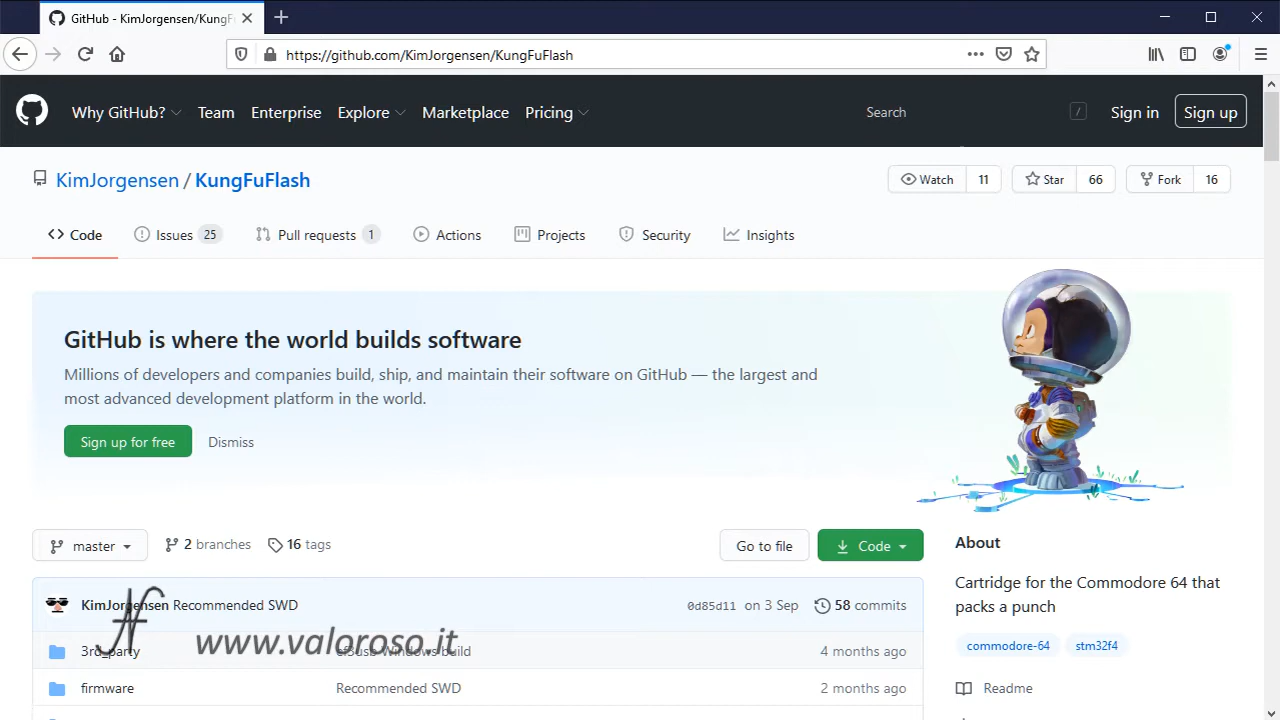 GitHub - KimJorgensen/KungF
https://github.com/KimJorgensen/KungFuFlash
Why GitHub? Team Enterprise Explore Marketplace Pricing Search / Sign in Sign up
KimJorgensen / KungFuFlash Watch 11 Star 66 Fork 16
Code Issues 25 Pull requests 1 Actions Projects Security Insights
GitHub is where the world builds software
Millions of developers and companies build, ship, and maintain their software on GitHub — the largest and
most advanced development platform in the world.
Sign up for free Dismiss
master 2 branches 16 tags Go to file Code
About
Cartridge for the Commodore 64 that
packs a punch
commodore-64 stm32f4
Readme
KimJorgensen Recommended SWD 0d85d11 on 3 Sep 58 commits
3rd_party ef3usb Windows build 4 months ago
www.valoroso.it
firmware Recommended SWD 2 months ago